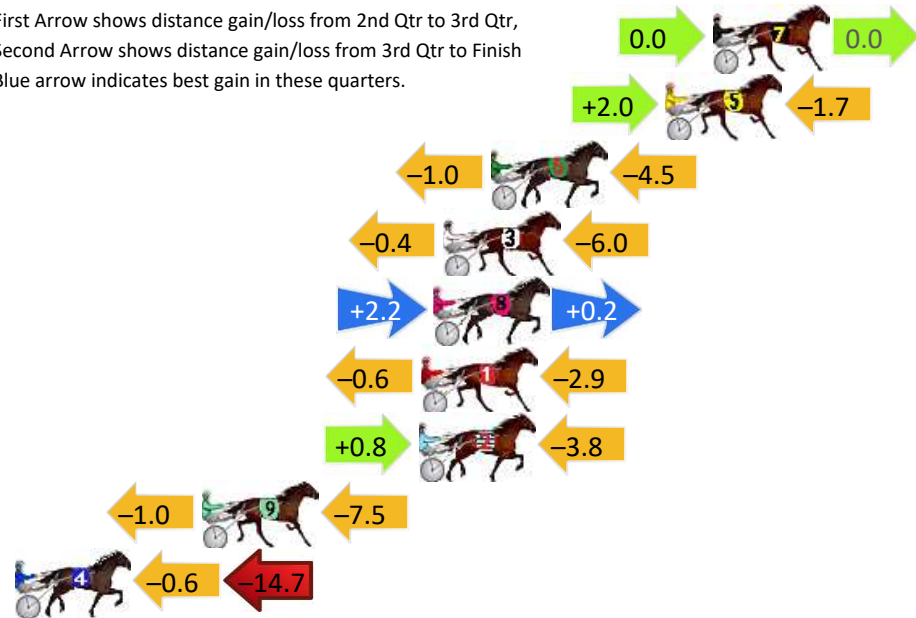 First Arrow shows distance gain/loss from 2nd Qtr to 3rd Qtr,
Second Arrow shows distance gain/loss from 3rd Qtr to Finish
Blue arrow indicates best gain in these quarters.
0.0 7 0.0
+2.0 5 –1.7
–1.0 6 –4.5
–0.4 3 –6.0
+2.2 8 +0.2
–0.6 1 –2.9
+0.8 2 –3.8
–1.0 9 –7.5
4 –0.6 –14.7